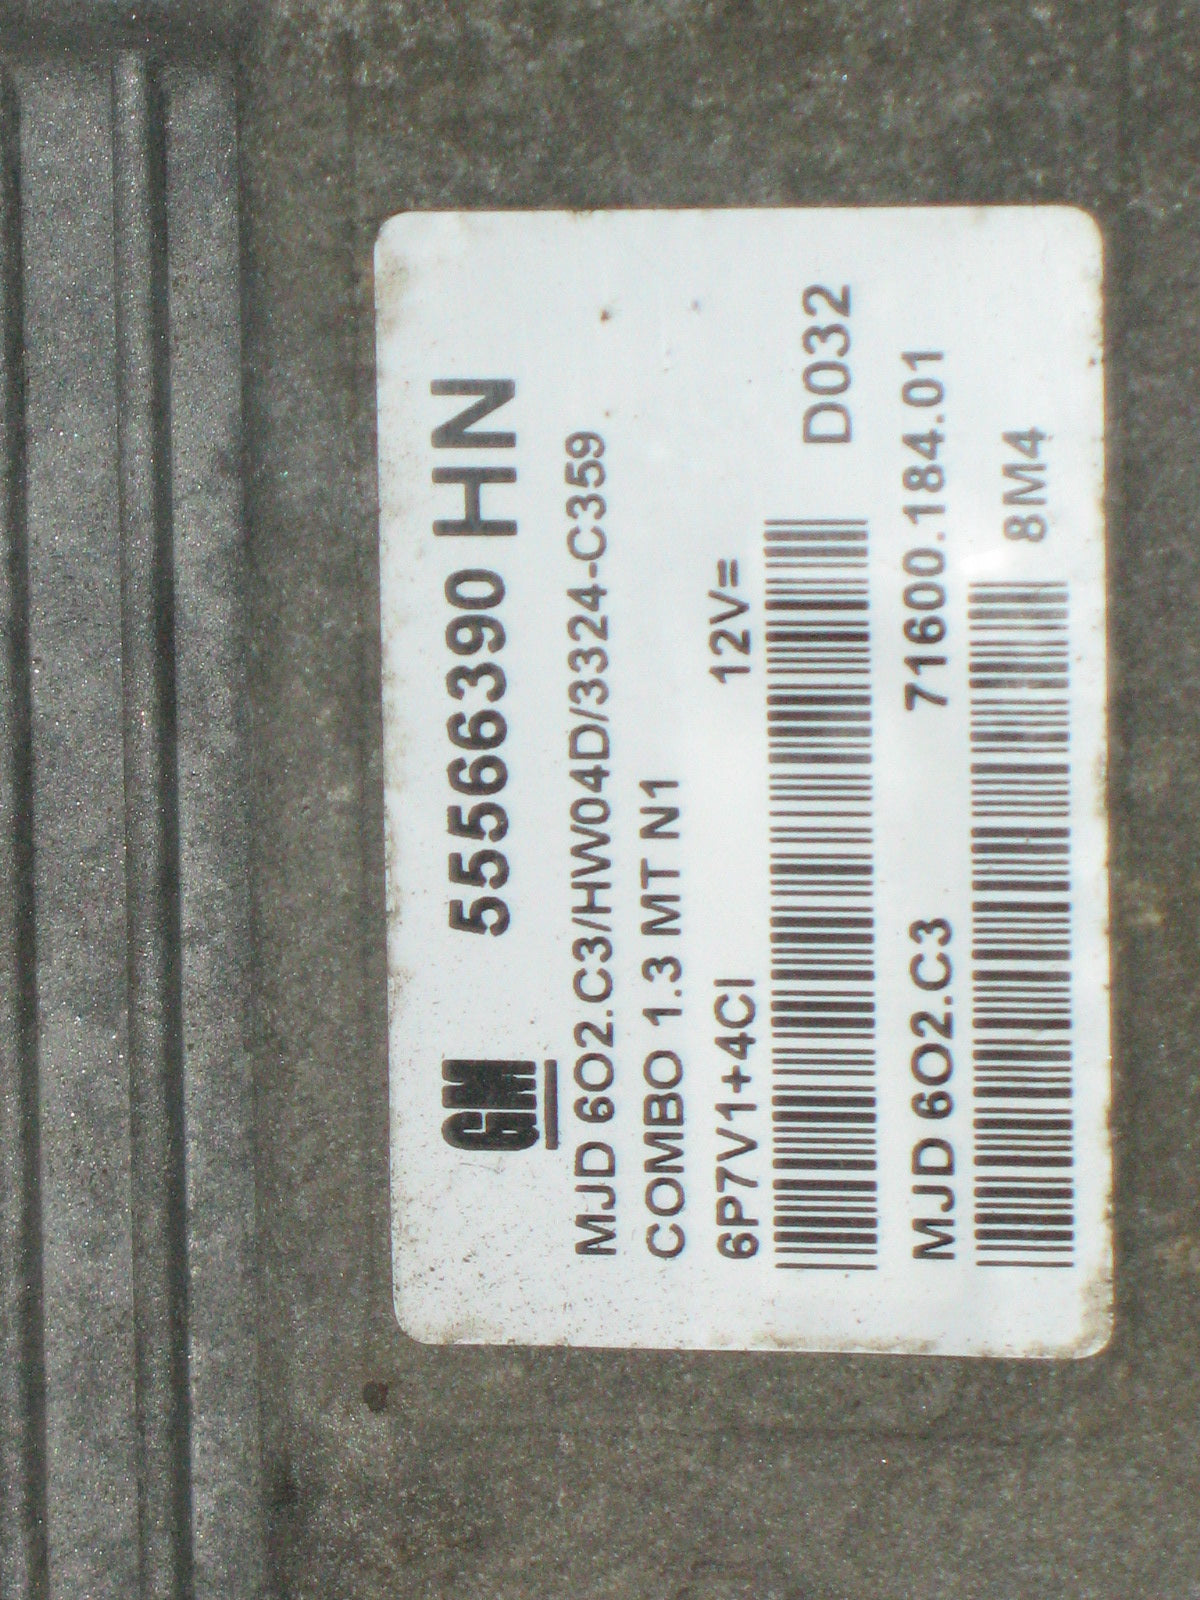 GM 55566390 HN
MJD 6O2.C3/HW04D/3324-C359
COMBO 1.3 MT N1
6P7V1+4CI 12V=
D032
MJD 6O2.C3 71600.184.01
8M4